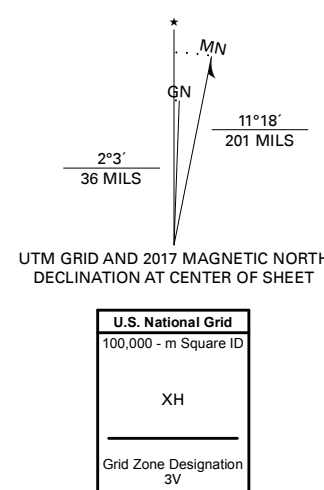 ★
MN
GN
11°18´
201 MILS
2°3´
36 MILS
UTM GRID AND 2017 MAGNETIC NORTH
DECLINATION AT CENTER OF SHEET
U.S. National Grid
100,000 - m Square ID
XH
Grid Zone Designation
3V